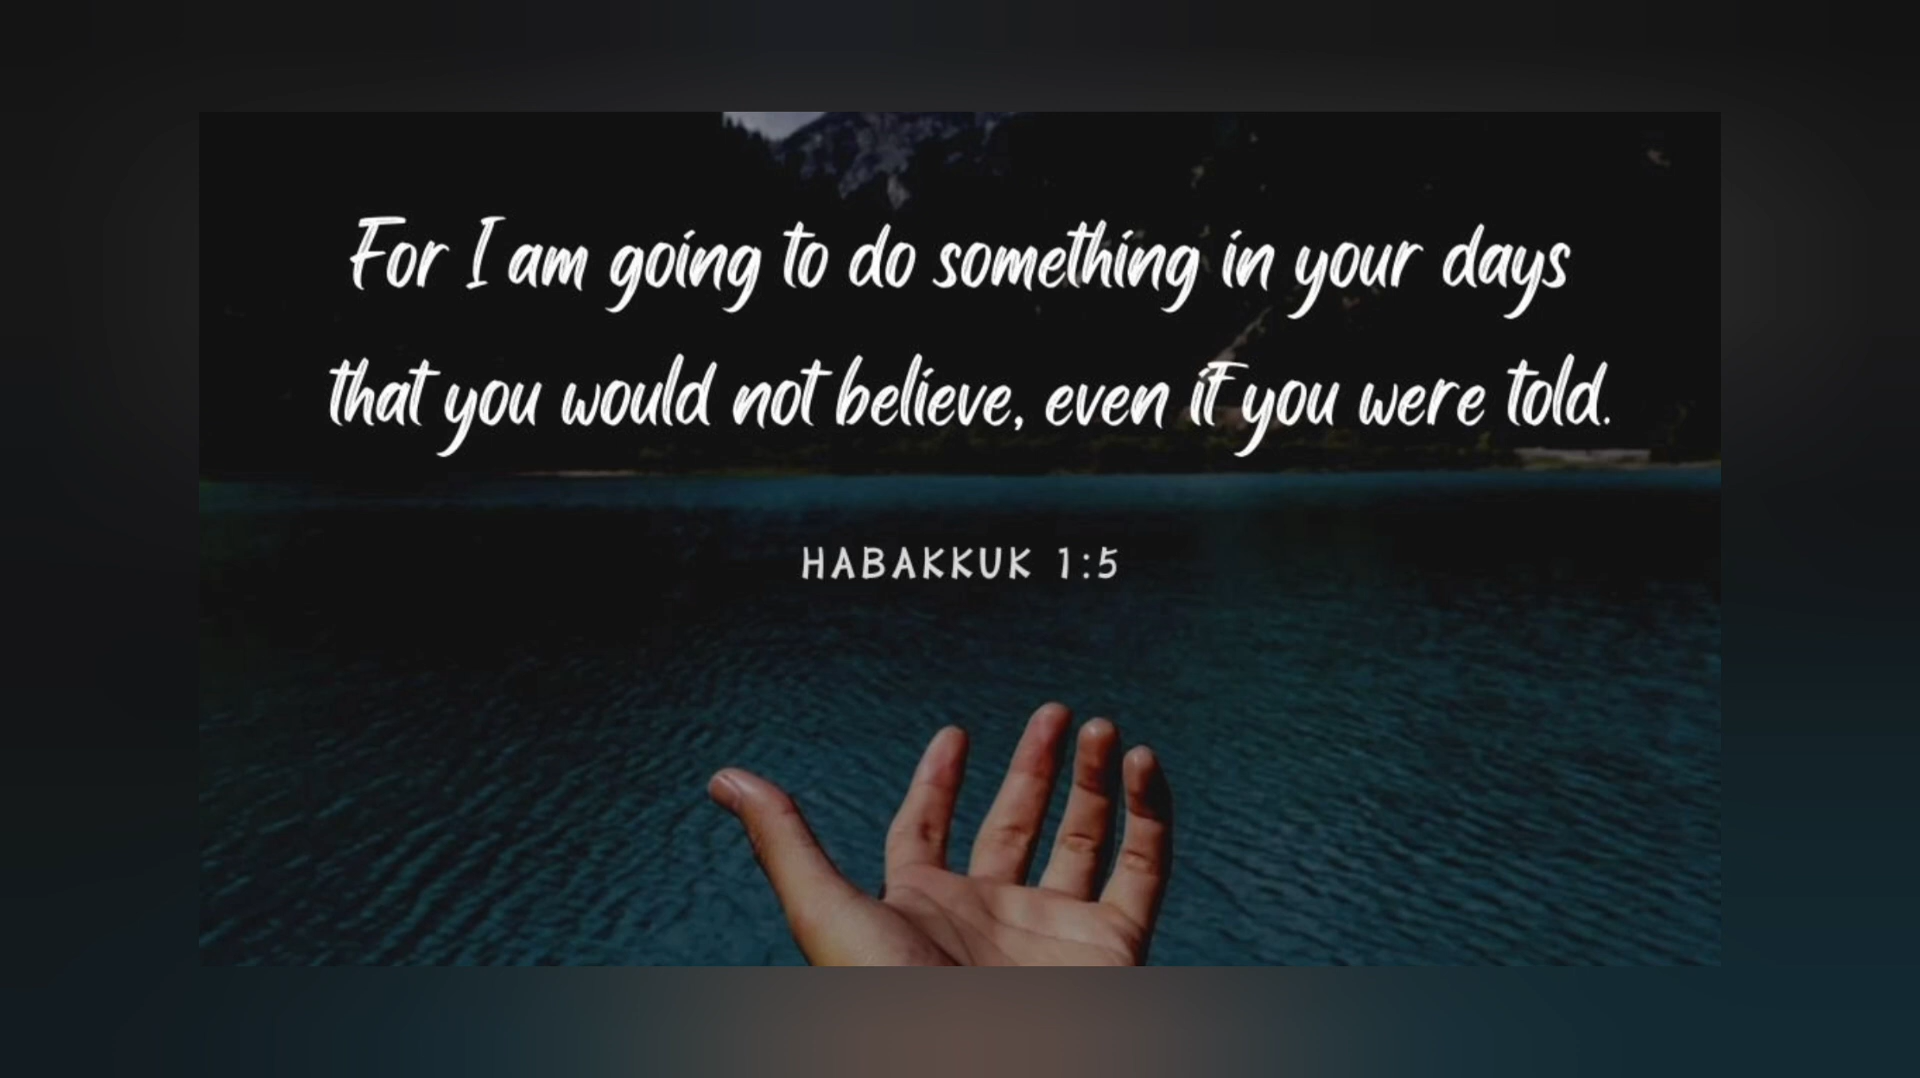 For I am going to do something in your days
that you would not believe, even if you were told.
HABAKKUK 1:5